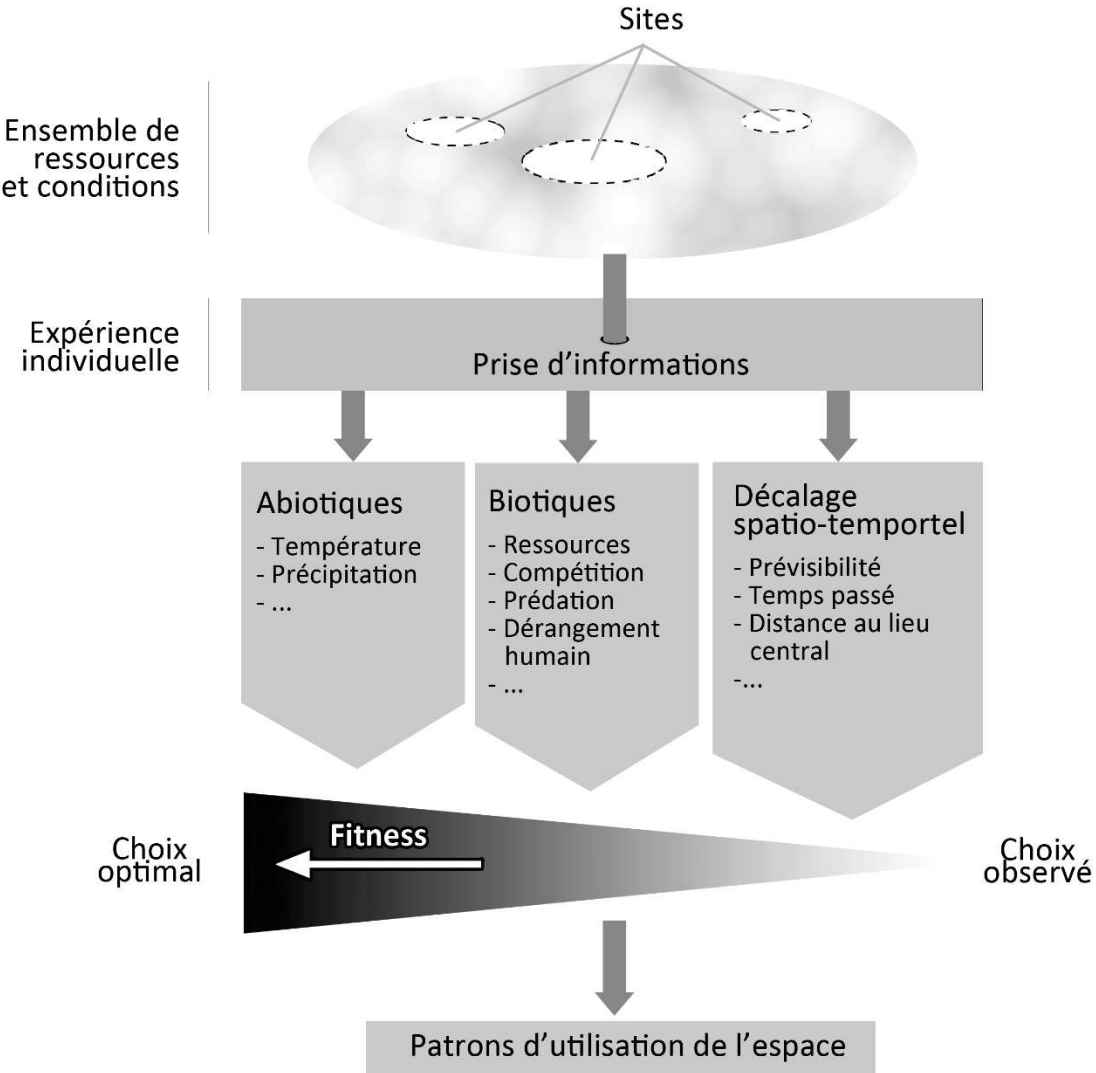 Sites
Ensemble de
ressources
et conditions
Expérience
individuelle
Prise d’informations
Abiotiques
- Température
- Précipitation
- ...
Biotiques
- Ressources
- Compétition
- Prédation
- Dérangement
humain
- ...
Décalage
spatio-temportel
- Prévisibilité
- Temps passé
- Distance au lieu
central
-...
Choix
optimal
Fitness
Choix
observé
Patrons d’utilisation de l’espace